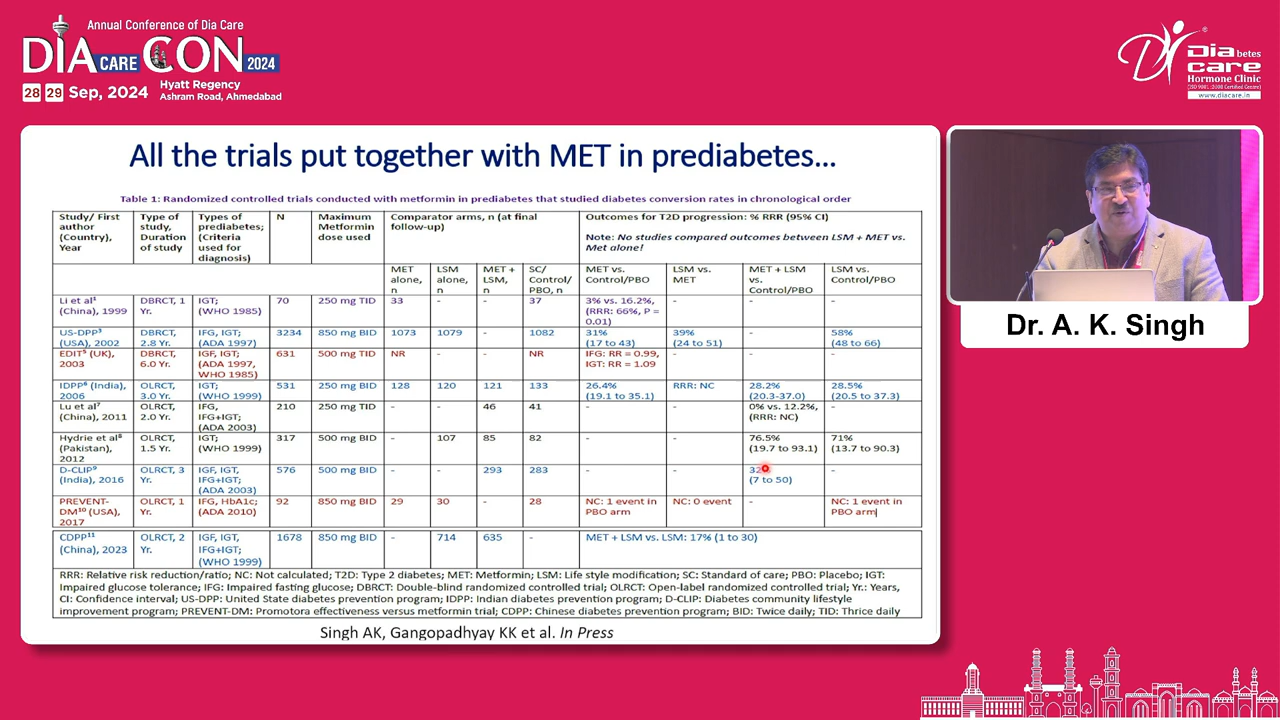 Annual Conference of Dia Care
DIA CARE CON 2024
28 29 Sep, 2024
Hyatt Regency
Ashram Road, Ahmedabad
® 
Diabetes
care
Hormone Clinic
(ISO 9001:2008 Certified Centre)
www.diacare.in
All the trials put together with MET in prediabetes...
Table 1: Randomized controlled trials conducted with metformin in prediabetes that studied diabetes conversion rates in chronological order
Study/ First author (Country), Year | Type of study, Duration of study | Types of prediabetes; (Criteria used for diagnosis) | N | Maximum Metformin dose used | Comparator arms, n (at final follow-up) | Outcomes for T2D progression: % RRR (95% CI)
Note: No studies compared outcomes between LSM + MET vs. Met alone!
MET alone, n | LSM alone, n | MET + LSM, n | SC/ Control/ PBO, n | MET vs. Control/PBO | LSM vs. MET | MET + LSM vs. Control/PBO | LSM vs. Control/PBO
Li et al¹ (China), 1999 | DBRCT, 1 Yr. | IGT; (WHO 1985) | 70 | 250 mg TID | 33 | - | - | 37 | 3% vs. 16.2%, (RRR: 66%, P = 0.01) | - | - | -
US-DPP³ (USA), 2002 | DBRCT, 2.8 Yr. | IFG, IGT; (ADA 1997) | 3234 | 850 mg BID | 1073 | 1079 | - | 1082 | 31% (17 to 43) | 39% (24 to 51) | - | 58% (48 to 66)
EDIT⁵ (UK), 2003 | DBRCT, 6.0 Yr. | IGF, IGT; (ADA 1997, WHO 1985) | 631 | 500 mg TID | NR | - | - | NR | IFG: RR = 0.99, IGT: RR = 1.09 | - | - | -
IDPP⁶ (India), 2006 | OLRCT, 3.0 Yr. | IGT; (WHO 1999) | 531 | 250 mg BID | 128 | 120 | 121 | 133 | 26.4% (19.1 to 35.1) | RRR: NC | 28.2% (20.3-37.0) | 28.5% (20.5 to 37.3)
Lu et al⁷ (China), 2011 | OLRCT, 2.0 Yr. | IFG, IFG+IGT; (ADA 2003) | 210 | 250 mg TID | - | - | 46 | 41 | - | - | 0% vs. 12.2%, (RRR: NC) | 
Hydrie et al⁸ (Pakistan), 2012 | OLRCT, 1.5 Yr. | IGT; (WHO 1999) | 317 | 500 mg BID | - | 107 | 85 | 82 | - | - | 76.5% (19.7 to 93.1) | 71% (13.7 to 90.3)
D-CLIP⁹ (India), 2016 | OLRCT, 3 Yr. | IGF, IGT, IFG+IGT; (ADA 2003) | 576 | 500 mg BID | - | - | 293 | 283 | - | - | (7 to 50) | -
PREVENT-DM¹⁰ (USA), 2017 | OLRCT, 1 Yr. | IFG, HbA1c; (ADA 2010) | 92 | 850 mg BID | 29 | 30 | - | 28 | NC: 1 event in PBO arm | NC: 0 event | - | NC: 1 event in PBO arm
CDPP¹¹ (China), 2023 | OLRCT, 2 Yr. | IGF, IGT, IFG+IGT; (WHO 1999) | 1678 | 850 mg BID | - | 714 | 635 | - | MET + LSM vs. LSM: 17% (1 to 30)
RRR: Relative risk reduction/ratio; NC: Not calculated; T2D: Type 2 diabetes; MET: Metformin; LSM: Life style modification; SC: Standard of care; PBO: Placebo; IGT:
Impaired glucose tolerance; IFG: Impaired fasting glucose; DBRCT: Double-blind randomized controlled trial; OLRCT: Open-label randomized controlled trial; Yr.: Years,
CI: Confidence interval; US-DPP: United State diabetes prevention program; IDPP: Indian diabetes prevention program; D-CLIP: Diabetes community lifestyle
improvement program; PREVENT-DM: Promotora effectiveness versus metformin trial; CDPP: Chinese diabetes prevention program; BID: Twice daily; TID: Thrice daily
Singh AK, Gangopadhyay KK et al. In Press
Dr. A. K. Singh